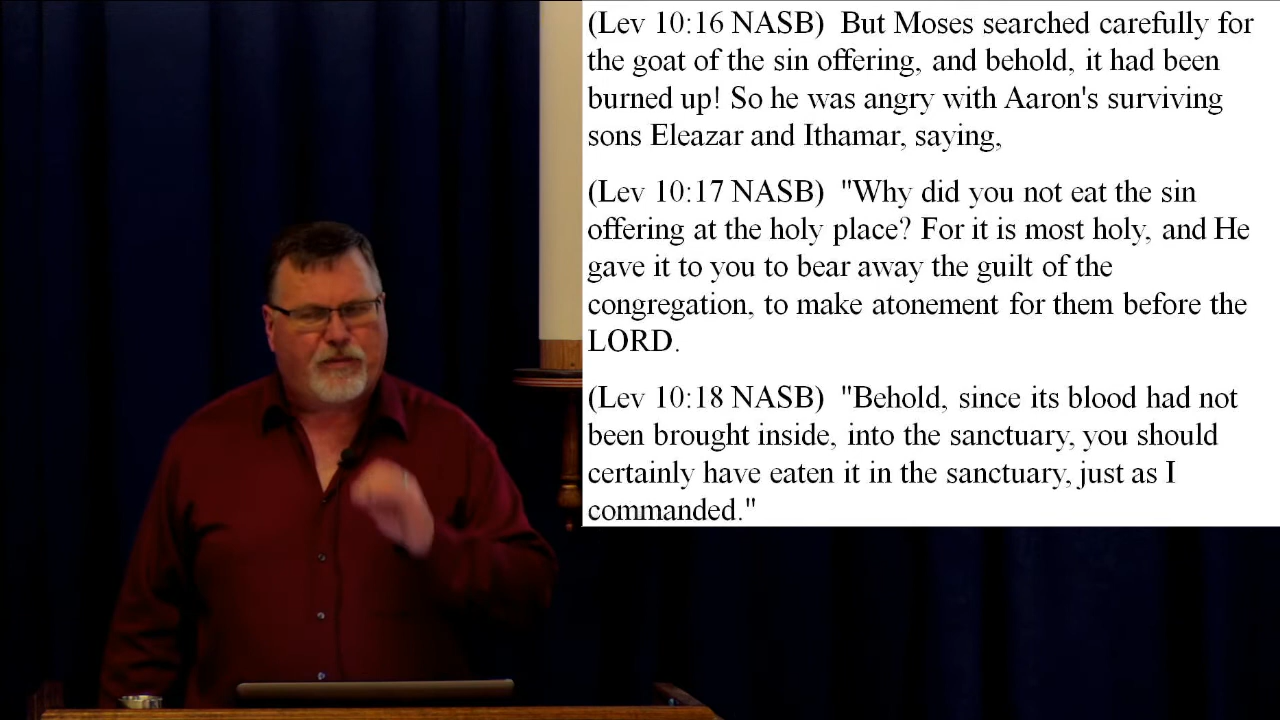 (Lev 10:16 NASB)  But Moses searched carefully for
the goat of the sin offering, and behold, it had been
burned up! So he was angry with Aaron's surviving
sons Eleazar and Ithamar, saying,
(Lev 10:17 NASB)  "Why did you not eat the sin
offering at the holy place? For it is most holy, and He
gave it to you to bear away the guilt of the
congregation, to make atonement for them before the
LORD.
(Lev 10:18 NASB)  "Behold, since its blood had not
been brought inside, into the sanctuary, you should
certainly have eaten it in the sanctuary, just as I
commanded."